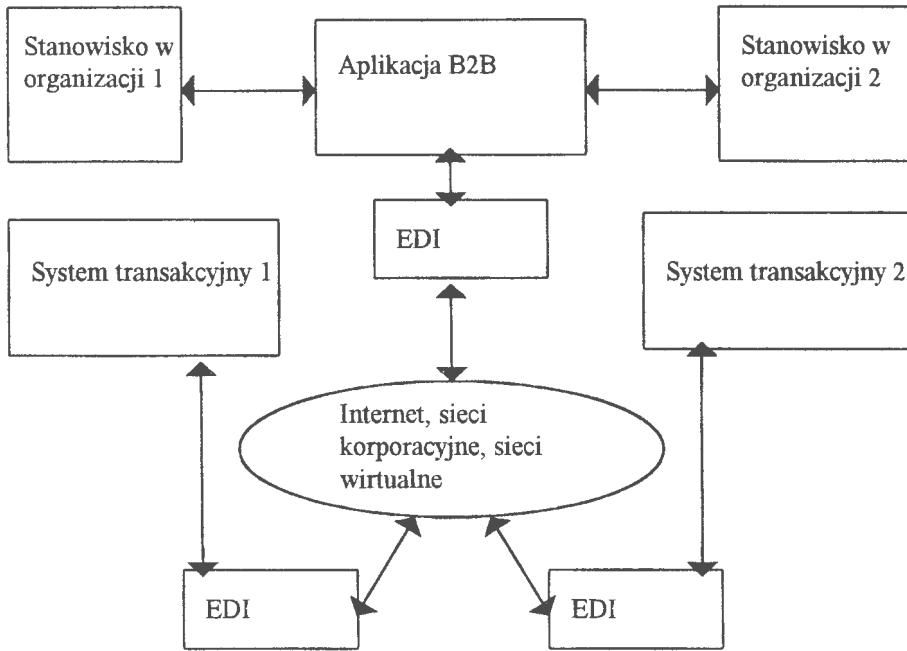 Stanowisko w
organizacji 1
Aplikacja B2B
Stanowisko w
organizacji 2
EDI
System transakcyjny 1
System transakcyjny 2
Internet, sieci
korporacyjne, sieci
wirtualne
EDI
EDI